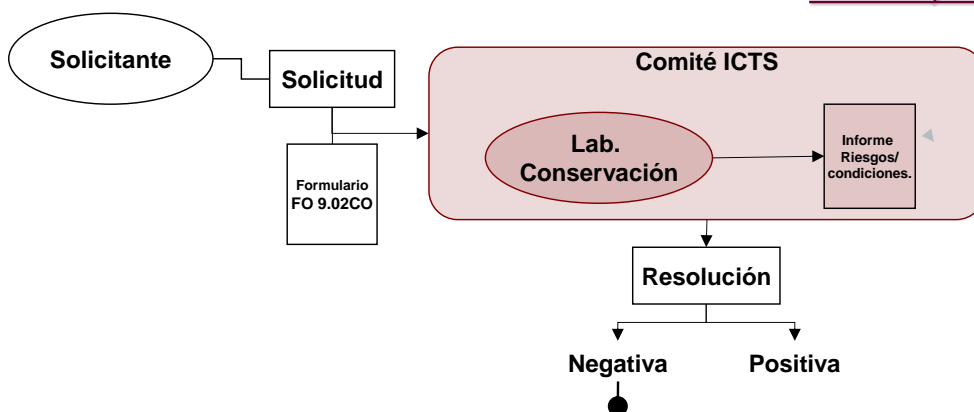 Solicitante
Solicitud
Formulario
FO 9.02CO
Comité ICTS
Lab.
Conservación
Informe
Riesgos/
condiciones.
Resolución
Negativa
Positiva